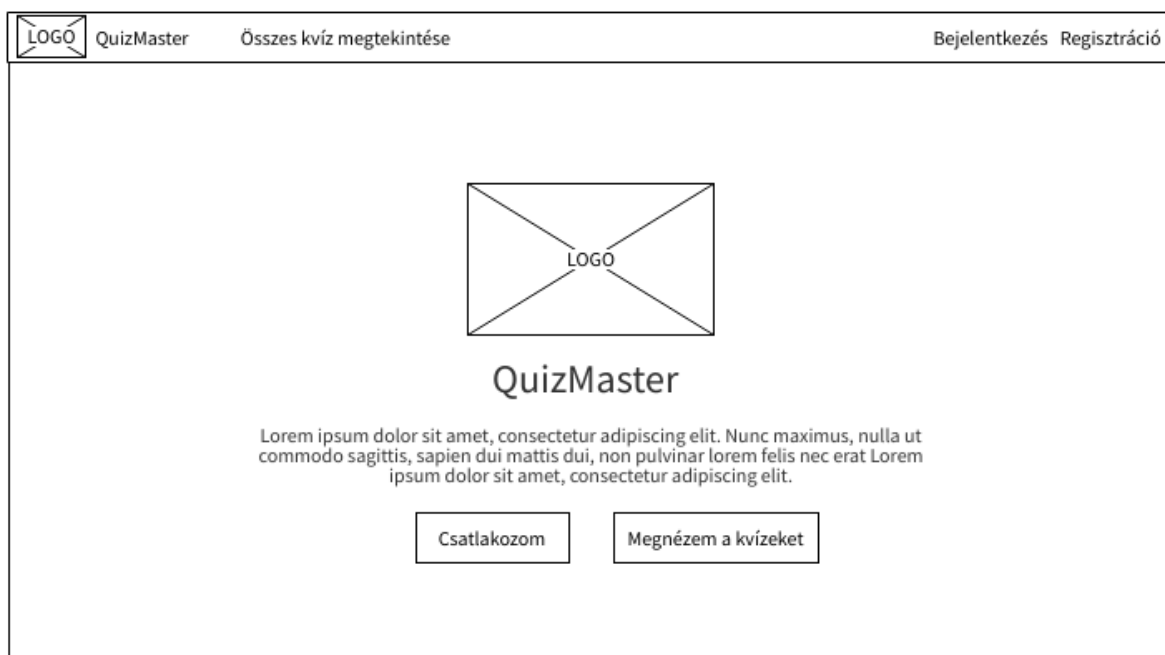 LOGO QuizMaster Összes kvíz megtekintése Bejelentkezés Regisztráció
LOGO
QuizMaster
Lorem ipsum dolor sit amet, consectetur adipiscing elit. Nunc maximus, nulla ut
commodo sagittis, sapien dui mattis dui, non pulvinar lorem felis nec erat Lorem
ipsum dolor sit amet, consectetur adipiscing elit.
Csatlakozom Megnézem a kvízeket